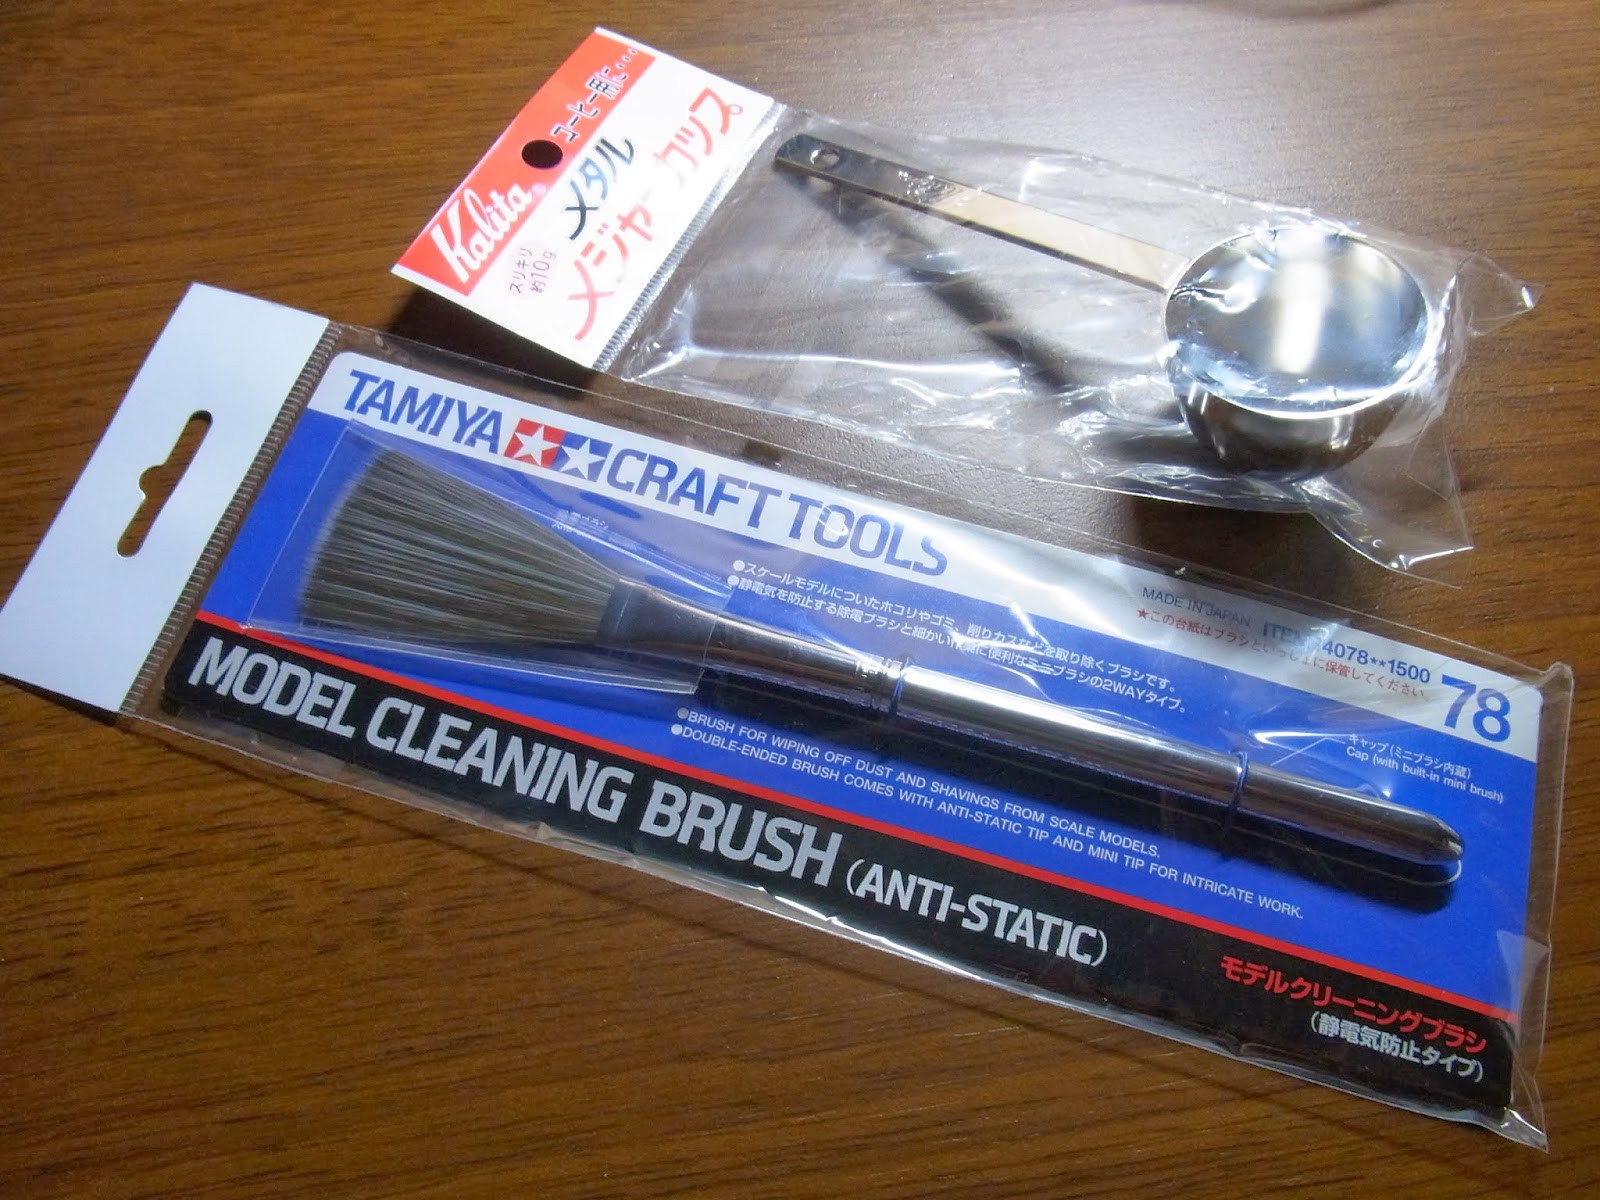 コーヒー用に…
Kalita®
メタル
メジャーカップ
スリキリ
約10g
TAMIYA CRAFT TOOLS
●スケールモデルについたホコリやゴミ、削りカスなどを取り除くブラシです。
●静電気を防止する除電ブラシと細かい作業に便利なミニブラシの2WAYタイプ。
MADE IN JAPAN ITEM 74078**1500
★この台紙はブラシといっしょに保管してください。
78
キャップ(ミニブラシ内蔵)
Cap (with built-in mini brush)
●BRUSH FOR WIPING OFF DUST AND SHAVINGS FROM SCALE MODELS.
●DOUBLE-ENDED BRUSH COMES WITH ANTI-STATIC TIP AND MINI TIP FOR INTRICATE WORK.
MODEL CLEANING BRUSH (ANTI-STATIC)
モデルクリーニングブラシ
(静電気防止タイプ)